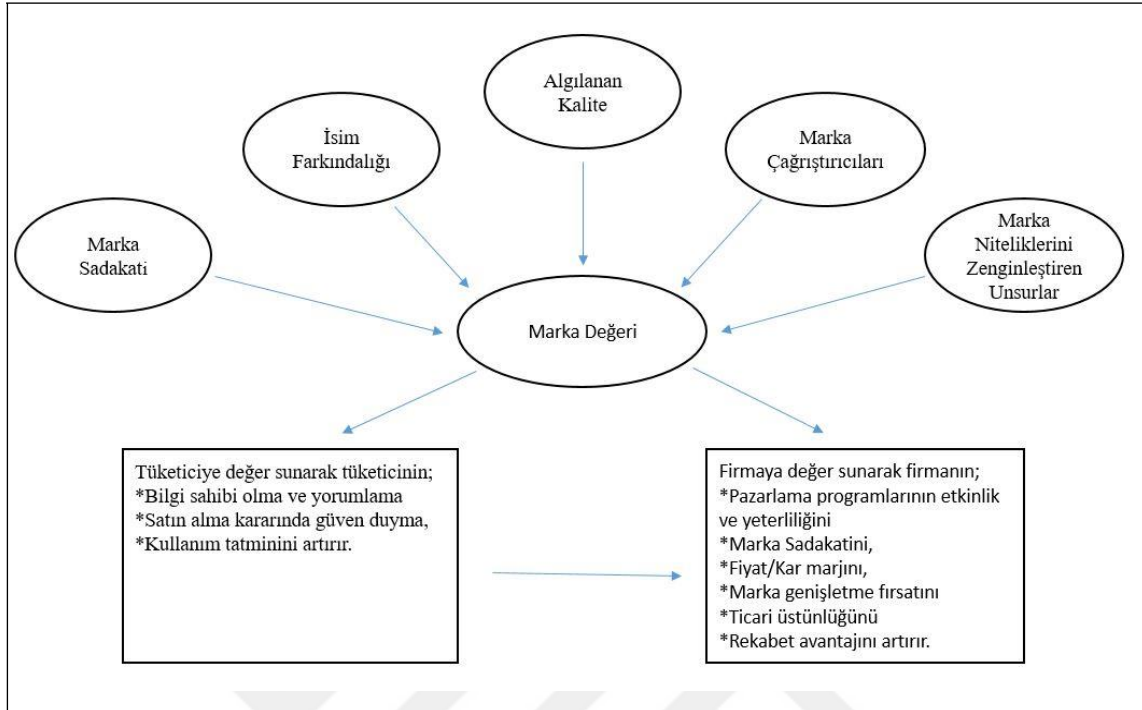 Algılanan
Kalite
İsim
Farkındalığı
Marka
Çağrıştırıcıları
Marka
Sadakati
Marka
Niteliklerini
Zenginleştiren
Unsurlar
Marka Değeri
Tüketiciye değer sunarak tüketicinin;
*Bilgi sahibi olma ve yorumlama
*Satın alma kararında güven duyma,
*Kullanım tatminini artırır.
Firmaya değer sunarak firmanın;
*Pazarlama programlarının etkinlik
ve yeterliliğini
*Marka Sadakatini,
*Fiyat/Kar marjını,
*Marka genişletme fırsatını
*Ticari üstünlüğünü
*Rekabet avantajını artırır.